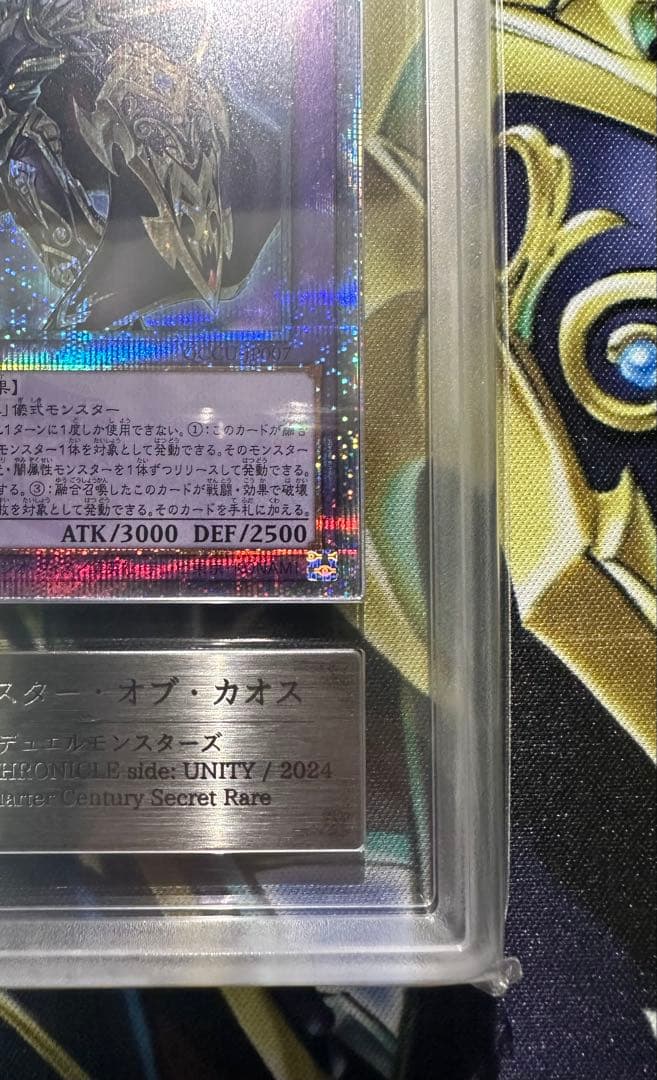 QCCU-JP097
果】
」儀式モンスター
1ターンに1度しか使用できない。①:このカードが融合
モンスター1体を対象として発動できる。そのモンスター
・闇属性モンスターを1体ずつリリースして発動できる。
する。③:融合召喚したこのカードが戦闘・効果で破壊
を対象として発動できる。そのカードを手札に加える。
ATK/3000 DEF/2500
KONAMI
スター・オブ・カオス
デュエルモンスターズ
CHRONICLE side: UNITY / 2024
Quarter Century Secret Rare